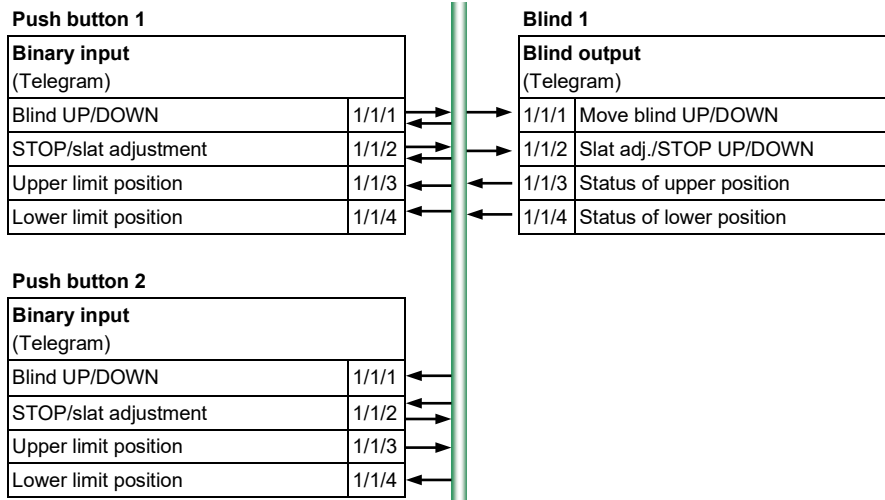 Push button 1
Binary input
(Telegram)
Blind UP/DOWN 1/1/1
STOP/slat adjustment 1/1/2
Upper limit position 1/1/3
Lower limit position 1/1/4
Blind 1
Blind output
(Telegram)
1/1/1 Move blind UP/DOWN
1/1/2 Slat adj./STOP UP/DOWN
1/1/3 Status of upper position
1/1/4 Status of lower position
Push button 2
Binary input
(Telegram)
Blind UP/DOWN 1/1/1
STOP/slat adjustment 1/1/2
Upper limit position 1/1/3
Lower limit position 1/1/4